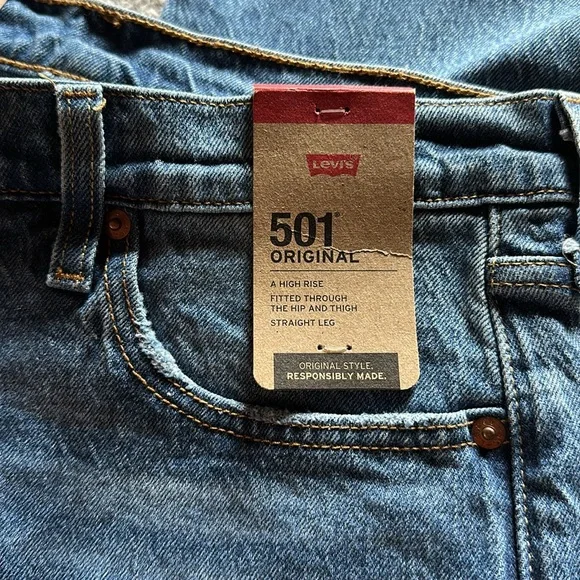 Levi's
501®
ORIGINAL
A HIGH RISE
FITTED THROUGH
THE HIP AND THIGH
STRAIGHT LEG
ORIGINAL STYLE.
RESPONSIBLY MADE.